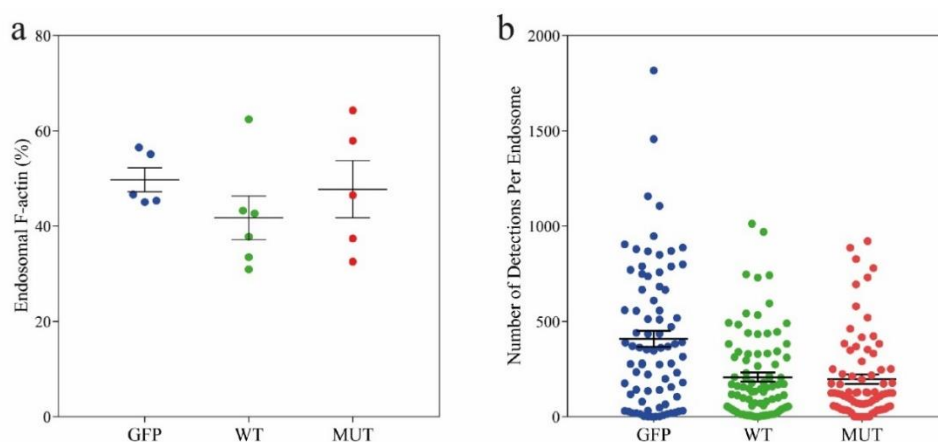 a
Endosomal F-actin (%)
80
60
40
20
0
GFP WT MUT
b
Number of Detections Per Endosome
2000
1500
1000
500
0
GFP WT MUT